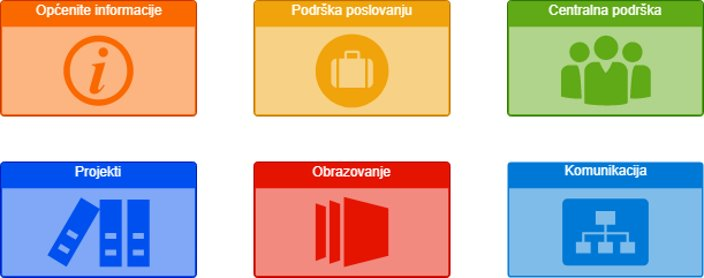 Općenite informacije
Podrška poslovanju
Centralna podrška
Projekti
Obrazovanje
Komunikacija